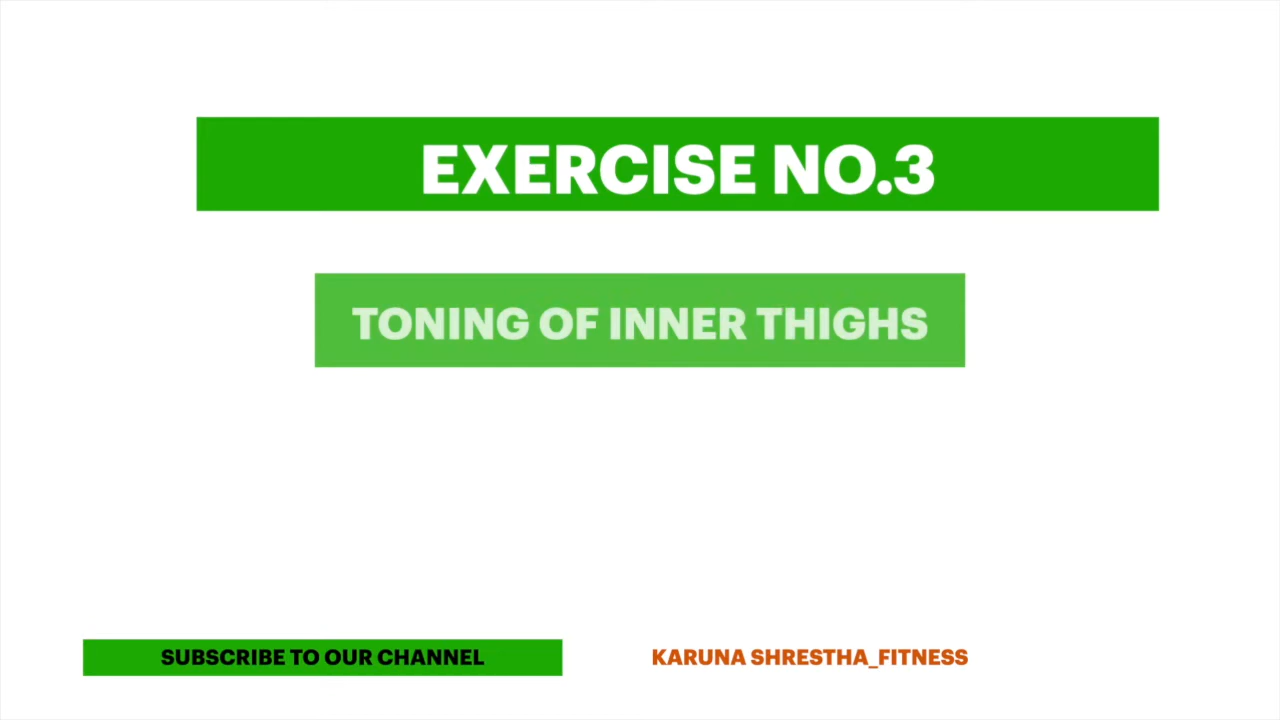 EXERCISE NO.3
TONING OF INNER THIGHS
SUBSCRIBE TO OUR CHANNEL
KARUNA SHRESTHA_FITNESS